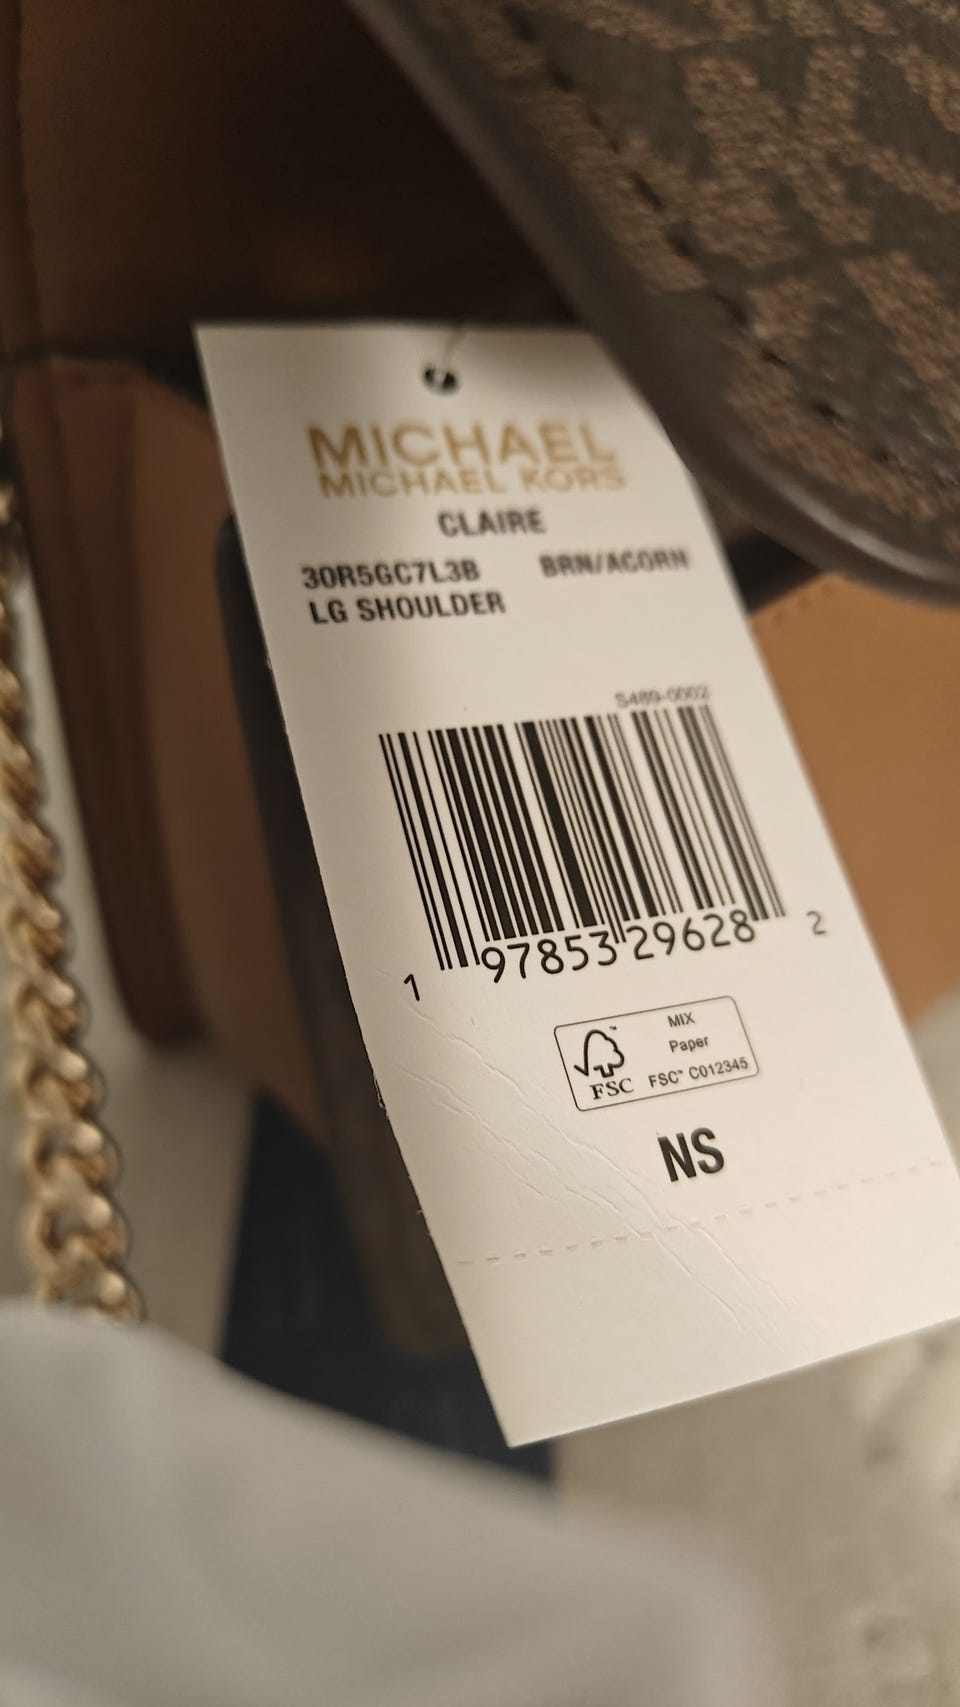 MICHAEL
MICHAEL KORS
CLAIRE
30R5GC7L3B BRN/ACORN
LG SHOULDER
S489-0002
1 97853 29628 2
FSC™
MIX
Paper
FSC™ C012345
NS